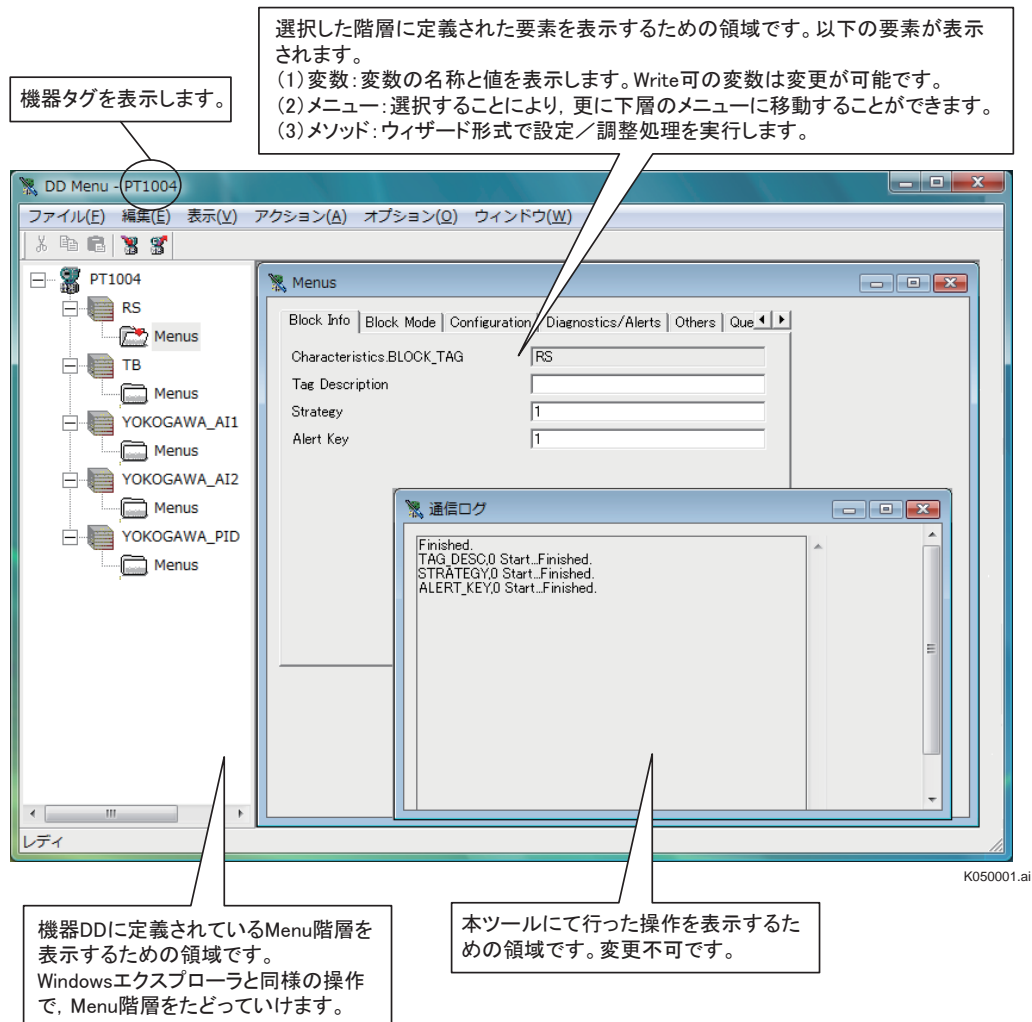 選択した階層に定義された要素を表示するための領域です。以下の要素が表示
されます。
(1)変数:変数の名称と値を表示します。Write可の変数は変更が可能です。
(2)メニュー:選択することにより,更に下層のメニューに移動することができます。
(3)メソッド:ウィザード形式で設定/調整処理を実行します。
機器タグを表示します。
DD Menu - PT1004
ファイル(F) 編集(E) 表示(V) アクション(A) オプション(O) ウィンドウ(W)
PT1004
RS
Menus
TB
Menus
YOKOGAWA_AI1
Menus
YOKOGAWA_AI2
Menus
YOKOGAWA_PID
Menus
Menus
Block Info Block Mode Configuration Diagnostics/Alerts Others Que
Characteristics.BLOCK_TAG RS
Tag Description
Strategy 1
Alert Key 1
通信ログ
Finished.
TAG_DESC,0 Start...Finished.
STRATEGY,0 Start...Finished.
ALERT_KEY,0 Start...Finished.
レディ
K050001.ai
機器DDに定義されているMenu階層を
表示するための領域です。
Windowsエクスプローラと同様の操作
で,Menu階層をたどっていけます。
本ツールにて行った操作を表示するた
めの領域です。変更不可です。